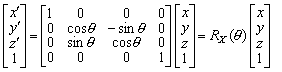 [x′ y′ z′ 1] = [1 0 0 0; 0 cosθ −sinθ 0; 0 sinθ cosθ 0; 0 0 0 1] [x y z 1] = R_X(θ) [x y z 1]